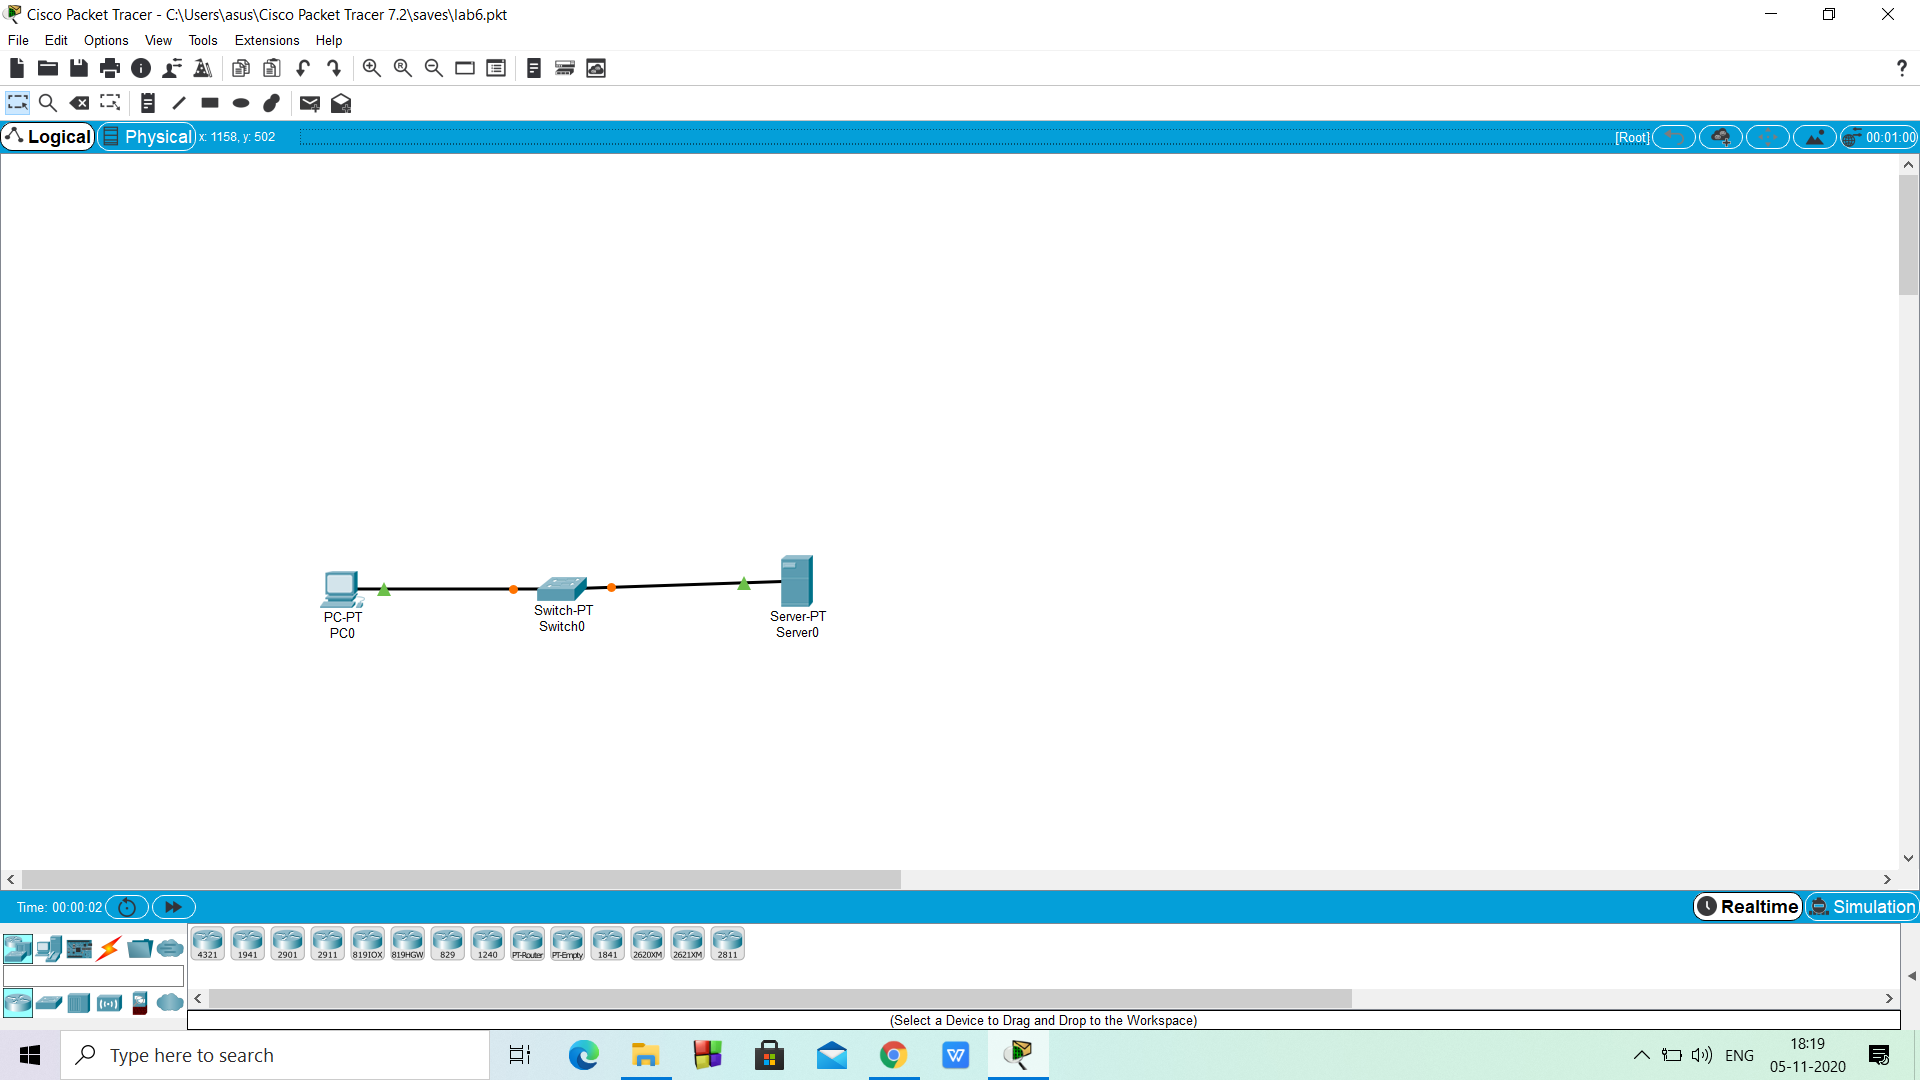 Cisco Packet Tracer - C:\Users\asus\Cisco Packet Tracer 7.2\saves\lab6.pkt
File Edit Options View Tools Extensions Help
?
Logical Physical x: 1158, y: 502 [Root] 00:01:00
PC-PT
PC0
Switch-PT
Switch0
Server-PT
Server0
Time: 00:00:02 Realtime Simulation
4321 1941 2901 2911 819IOX 819HGW 829 1240 PT-Router PT-Empty 1841 2620XM 2621XM 2811
(Select a Device to Drag and Drop to the Workspace)
Type here to search
ENG
18:19
05-11-2020